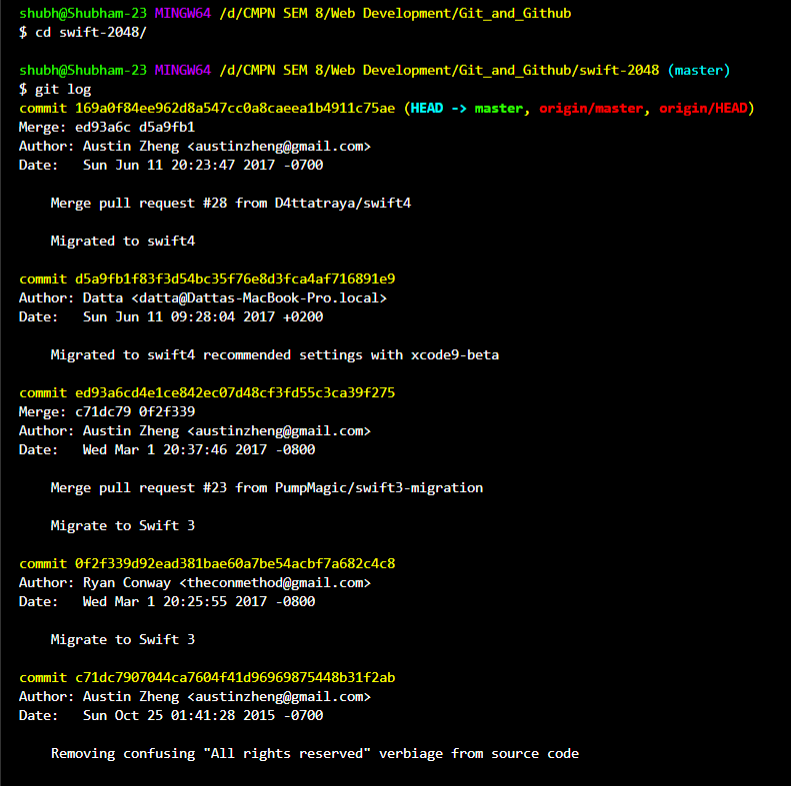 shubh@Shubham-23 MINGW64 /d/CMPN SEM 8/Web Development/Git_and_Github
$ cd swift-2048/
shubh@Shubham-23 MINGW64 /d/CMPN SEM 8/Web Development/Git_and_Github/swift-2048 (master)
$ git log
commit 169a0f84ee962d8a547cc0a8caeea1b4911c75ae (HEAD -> master, origin/master, origin/HEAD)
Merge: ed93a6c d5a9fb1
Author: Austin Zheng <austinzheng@gmail.com>
Date:   Sun Jun 11 20:23:47 2017 -0700
    Merge pull request #28 from D4ttatraya/swift4
    Migrated to swift4
commit d5a9fb1f83f3d54bc35f76e8d3fca4af716891e9
Author: Datta <datta@Dattas-MacBook-Pro.local>
Date:   Sun Jun 11 09:28:04 2017 +0200
    Migrated to swift4 recommended settings with xcode9-beta
commit ed93a6cd4e1ce842ec07d48cf3fd55c3ca39f275
Merge: c71dc79 0f2f339
Author: Austin Zheng <austinzheng@gmail.com>
Date:   Wed Mar 1 20:37:46 2017 -0800
    Merge pull request #23 from PumpMagic/swift3-migration
    Migrate to Swift 3
commit 0f2f339d92ead381bae60a7be54acbf7a682c4c8
Author: Ryan Conway <theconmethod@gmail.com>
Date:   Wed Mar 1 20:25:55 2017 -0800
    Migrate to Swift 3
commit c71dc7907044ca7604f41d96969875448b31f2ab
Author: Austin Zheng <austinzheng@gmail.com>
Date:   Sun Oct 25 01:41:28 2015 -0700
    Removing confusing "All rights reserved" verbiage from source code